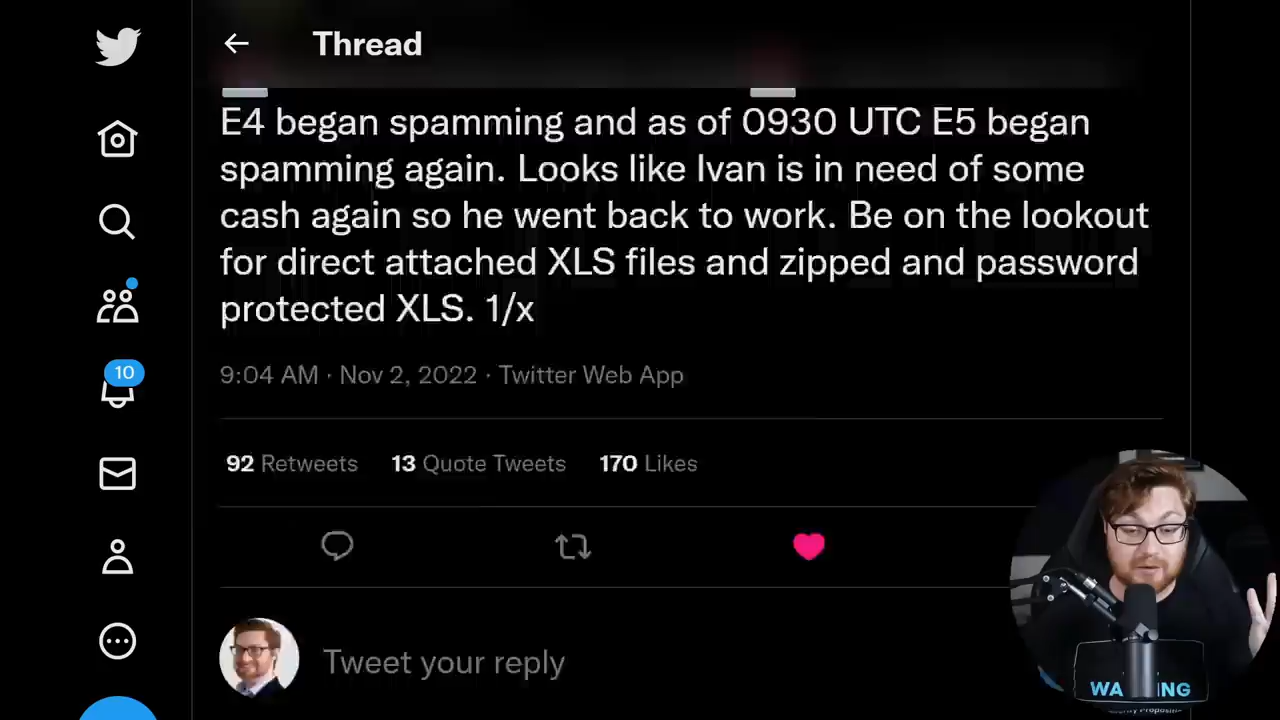 Thread
E4 began spamming and as of 0930 UTC E5 began
spamming again. Looks like Ivan is in need of some
cash again so he went back to work. Be on the lookout
for direct attached XLS files and zipped and password
protected XLS. 1/x
9:04 AM · Nov 2, 2022 · Twitter Web App
92 Retweets 13 Quote Tweets 170 Likes
10
Tweet your reply